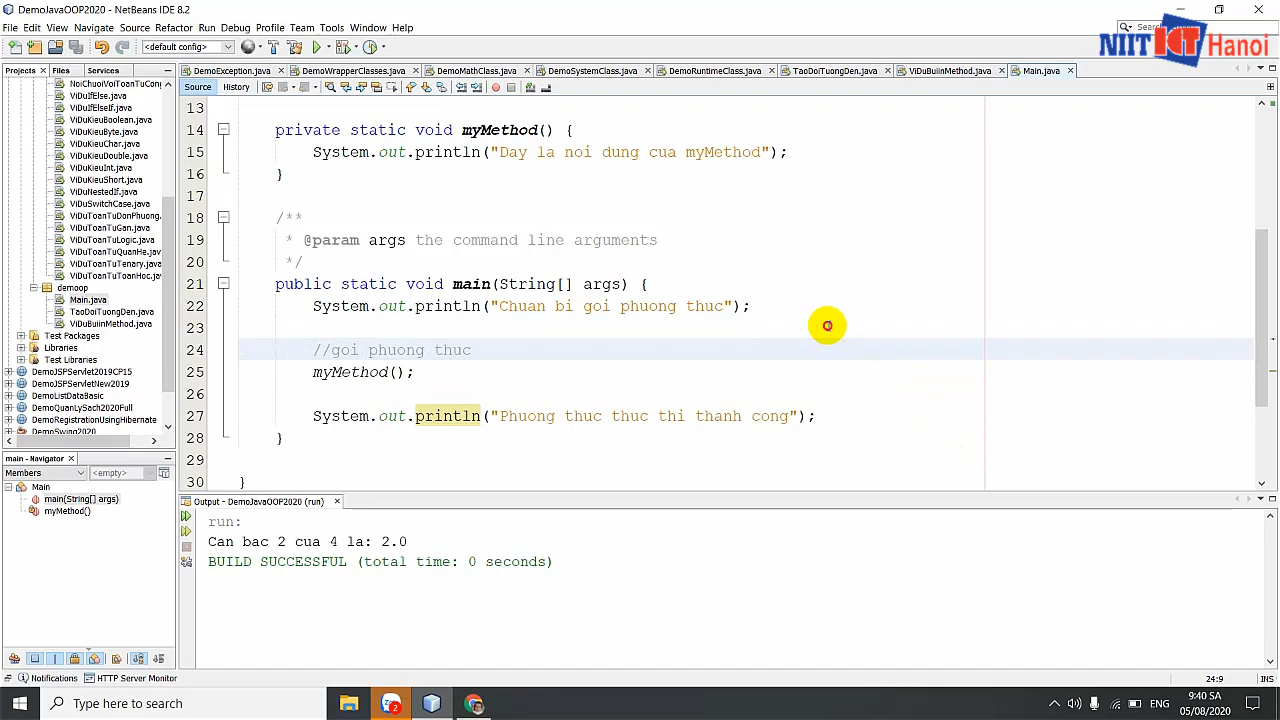 DemoJavaOOP2020 - NetBeans IDE 8.2
File Edit View Navigate Source Refactor Run Debug Profile Team Tools Window Help
NIIT ICT Hanoi
<default config>
Projects Files Services
DemoException.java DemoWrapperClasses.java DemoMathClass.java DemoSystemClass.java DemoRuntimeClass.java TaoDoiTuongDen.java ViDuBuiinMethod.java Main.java
Source History
NoiChuoiVoiToanTuCong
ViDuIfElse.java
ViDuIfElseIf.java
ViDuKieuBoolean.java
ViDuKieuByte.java
ViDuKieuChar.java
ViDuKieuDouble.java
ViDuKieuInt.java
ViDuKieuShort.java
ViDuNestedIf.java
ViDuSwitchCase.java
ViDuToanTuDonPhuong.
ViDuToanTuGan.java
ViDuToanTuLogic.java
ViDuToanTuQuanHe.java
ViDuToanTuTenary.java
ViDuToanTuToanHoc.java
demoop
Main.java
TaoDoiTuongDen.java
ViDuBuiinMethod.java
Test Packages
Libraries
Test Libraries
DemoJSPServlet2019CP15
DemoJSPServletNew2019
DemoListDataBasic
DemoQuanLySach2020Full
DemoRegistrationUsingHibernate
DemoSwing2020
13
14 private static void myMethod() {
15 System.out.println("Day la noi dung cua myMethod");
16 }
17
18 /**
19 * @param args the command line arguments
20 */
21 public static void main(String[] args) {
22 System.out.println("Chuan bi goi phuong thuc");
23
24 //goi phuong thuc
25 myMethod();
26
27 System.out.println("Phuong thuc thuc thi thanh cong");
28 }
29
30 }
main - Navigator
Members <empty>
Main
main(String[] args)
myMethod()
Output - DemoJavaOOP2020 (run)
run:
Can bac 2 cua 4 la: 2.0
BUILD SUCCESSFUL (total time: 0 seconds)
Notifications HTTP Server Monitor
24:9 INS
Type here to search
2
ENG
9:40 SA
05/08/2020